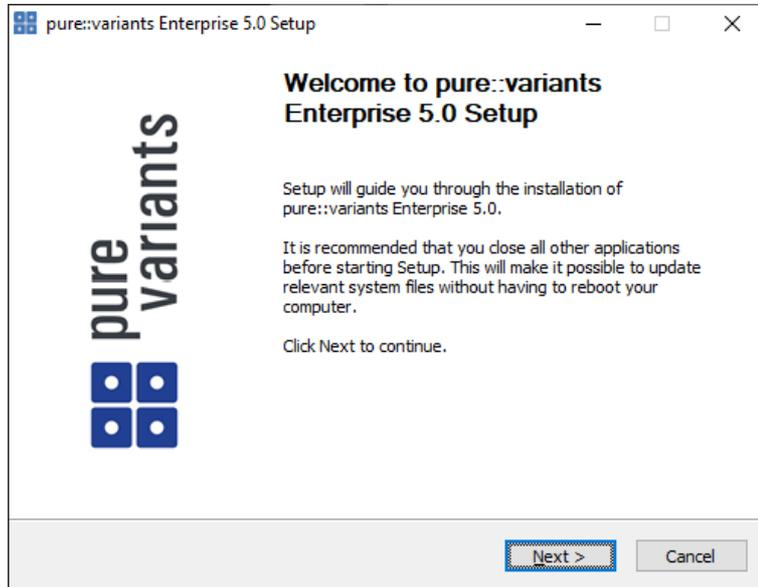 pure::variants Enterprise 5.0 Setup
Welcome to pure::variants
Enterprise 5.0 Setup
pure
variants
Setup will guide you through the installation of
pure::variants Enterprise 5.0.
It is recommended that you close all other applications
before starting Setup. This will make it possible to update
relevant system files without having to reboot your
computer.
Click Next to continue.
Next >
Cancel